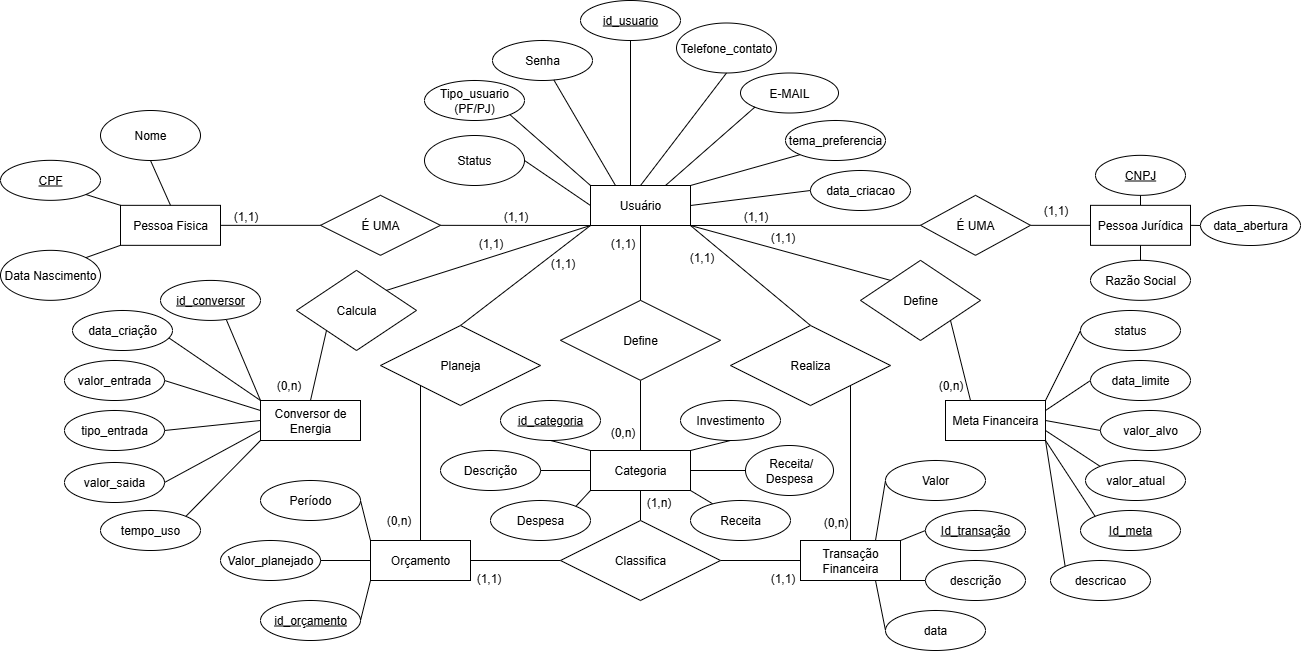 id_usuario
Telefone_contato
Senha
Tipo_usuario
(PF/PJ)
E-MAIL
Nome
tema_preferencia
Status
CPF
CNPJ
data_criacao
Usuário
(1,1)
(1,1)
(1,1)
(1,1)
Pessoa Fisica
É UMA
É UMA
Pessoa Jurídica
data_abertura
(1,1)
(1,1)
(1,1)
(1,1)
(1,1)
Data Nascimento
Razão Social
id_conversor
Calcula
Define
data_criação
status
Planeja
Define
Realiza
valor_entrada
data_limite
(0,n)
(0,n)
Conversor de
Energia
id_categoria
Investimento
Meta Financeira
tipo_entrada
valor_alvo
(0,n)
Descrição
Categoria
Receita/
Despesa
valor_saida
Valor
valor_atual
Período
(1,n)
Despesa
Receita
tempo_uso
(0,n)
(0,n)
Id_transação
Id_meta
Valor_planejado
Orçamento
Classifica
Transação
Financeira
(1,1)
(1,1)
descrição
descricao
id_orçamento
data